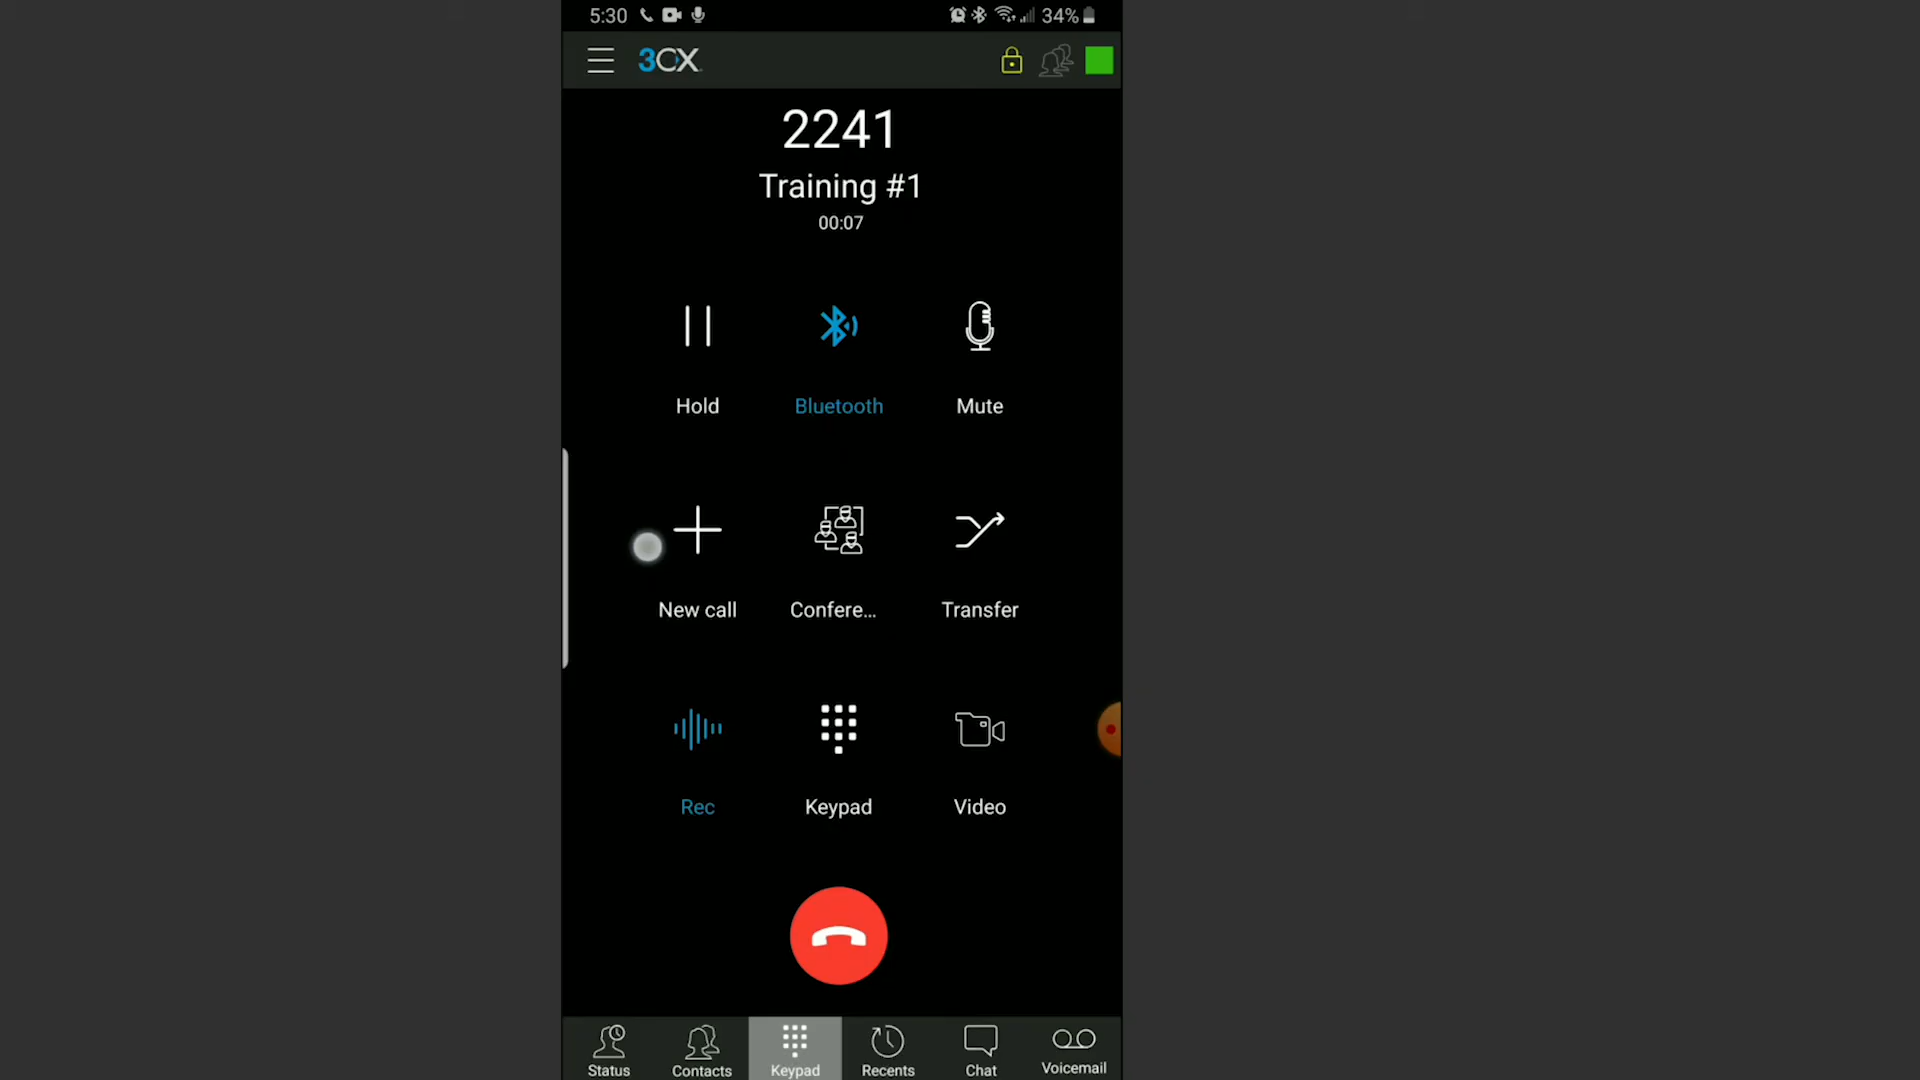 5:30 34%
3CX
2241
Training #1
00:07
Hold Bluetooth Mute
New call Confere... Transfer
Rec Keypad Video
Status Contacts Keypad Recents Chat Voicemail